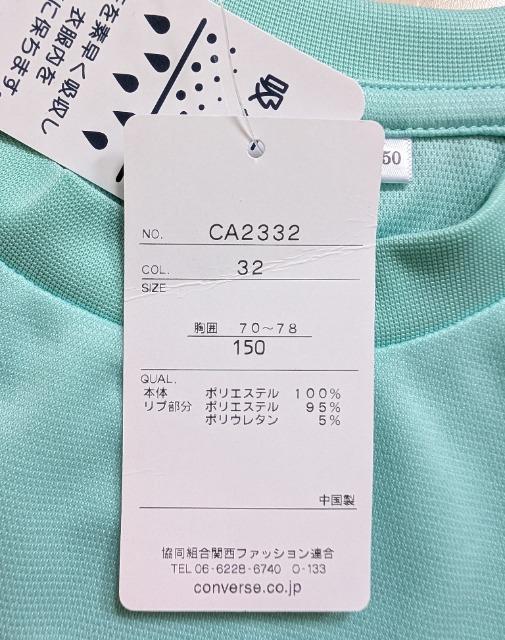 吸
を素早く吸収し
衣服内を
に保ちます
50
NO. CA2332
COL. 32
SIZE
胸囲 70～78
150
QUAL.
本体 ポリエステル 100%
リブ部分 ポリエステル 95%
ポリウレタン 5%
中国製
協同組合関西ファッション連合
TEL 06-6228-6740 O-133
converse.co.jp